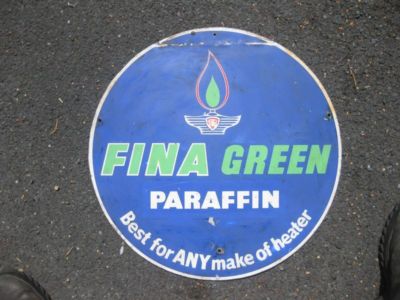 FINA GREEN
PARAFFIN
Best for ANY make of heater